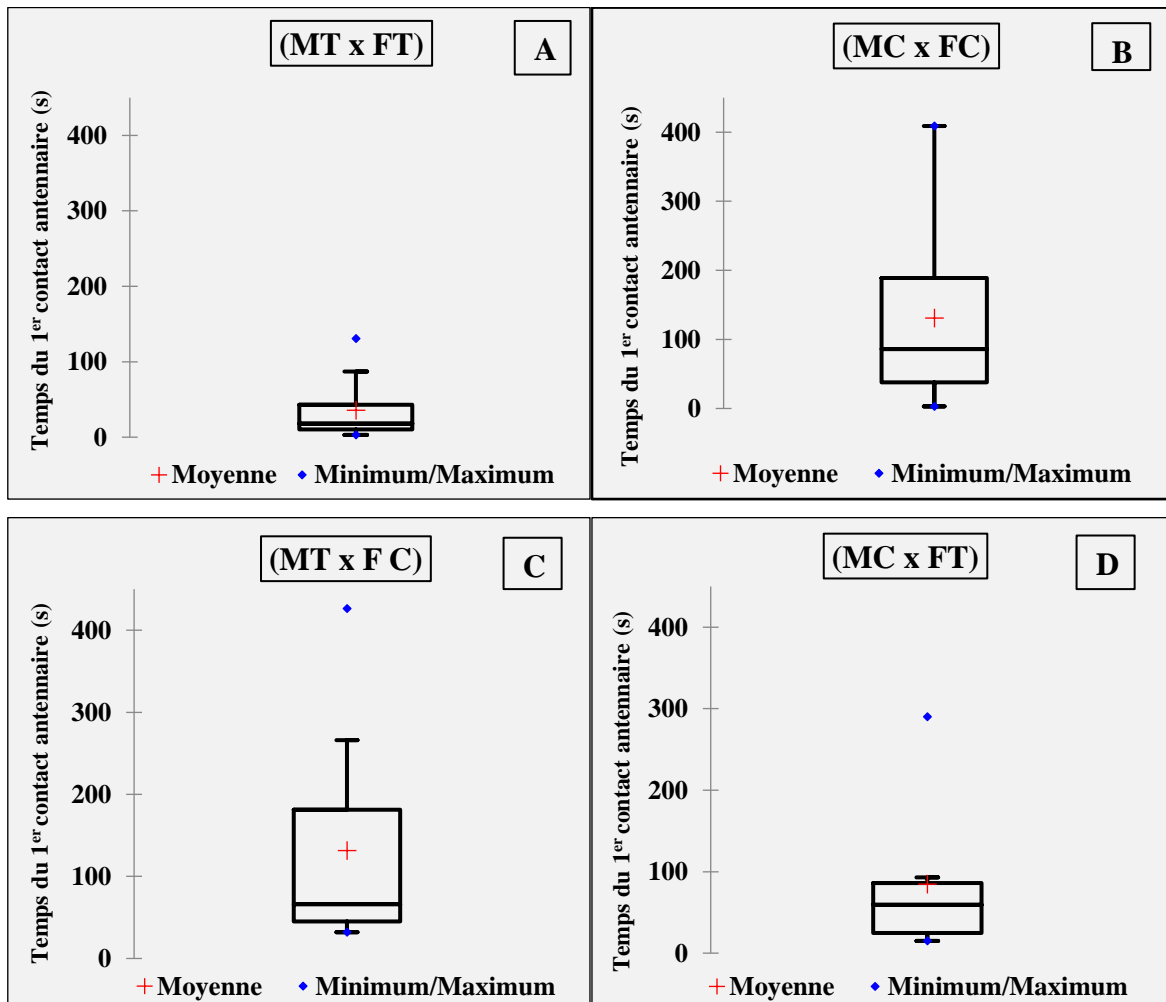 (MT x FT)
A
Temps du 1er contact antennaire (s)
400
300
200
100
0
Moyenne
Minimum/Maximum
(MC x FC)
B
Temps du 1er contact antennaire (s)
400
300
200
100
0
Moyenne
Minimum/Maximum
(MT x F C)
C
Temps du 1er contact antennaire (s)
400
300
200
100
0
Moyenne
Minimum/Maximum
(MC x FT)
D
Temps du 1er contact antennaire (s)
400
300
200
100
0
Moyenne
Minimum/Maximum